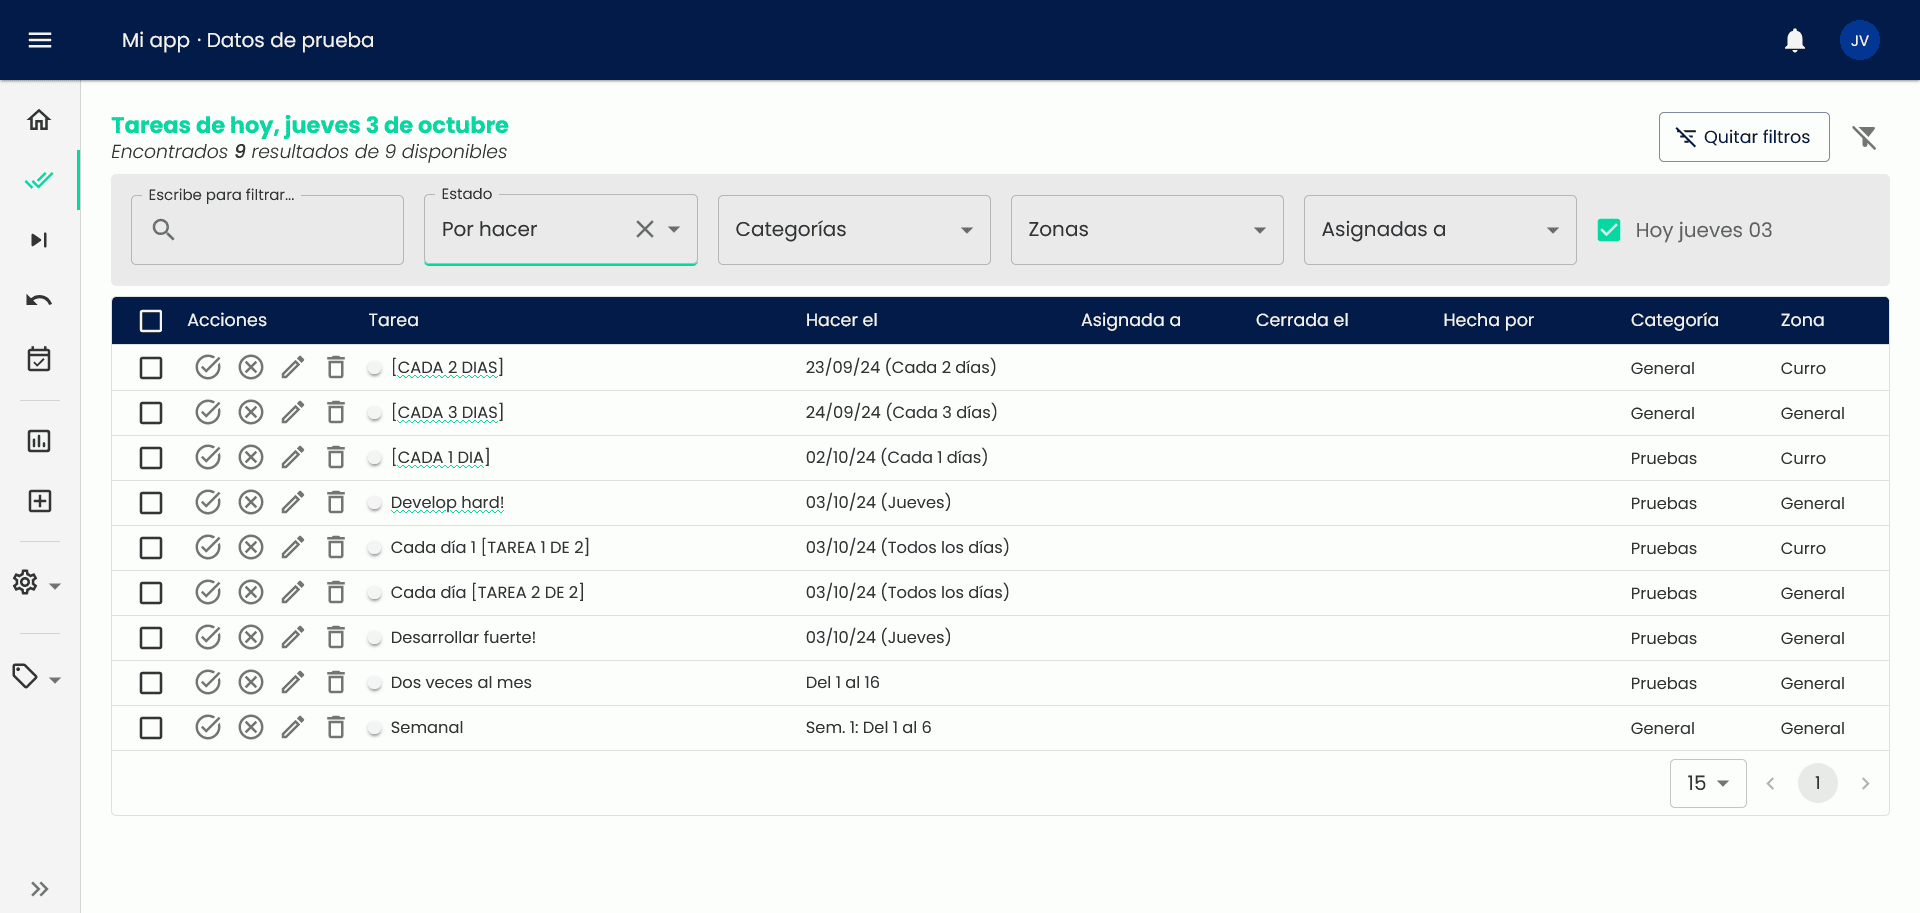 Mi app · Datos de prueba
JV
Tareas de hoy, jueves 3 de octubre
Encontrados 9 resultados de 9 disponibles
Quitar filtros
Escribe para filtrar...
Estado
Por hacer
Categorías
Zonas
Asignadas a
Hoy jueves 03
Acciones Tarea Hacer el Asignada a Cerrada el Hecha por Categoría Zona
[CADA 2 DIAS] 23/09/24 (Cada 2 días) General Curro
[CADA 3 DIAS] 24/09/24 (Cada 3 días) General General
[CADA 1 DIA] 02/10/24 (Cada 1 días) Pruebas Curro
Develop hard! 03/10/24 (Jueves) Pruebas General
Cada día 1 [TAREA 1 DE 2] 03/10/24 (Todos los días) Pruebas Curro
Cada día [TAREA 2 DE 2] 03/10/24 (Todos los días) Pruebas General
Desarrollar fuerte! 03/10/24 (Jueves) Pruebas General
Dos veces al mes Del 1 al 16 Pruebas General
Semanal Sem. 1: Del 1 al 6 General General
15 1